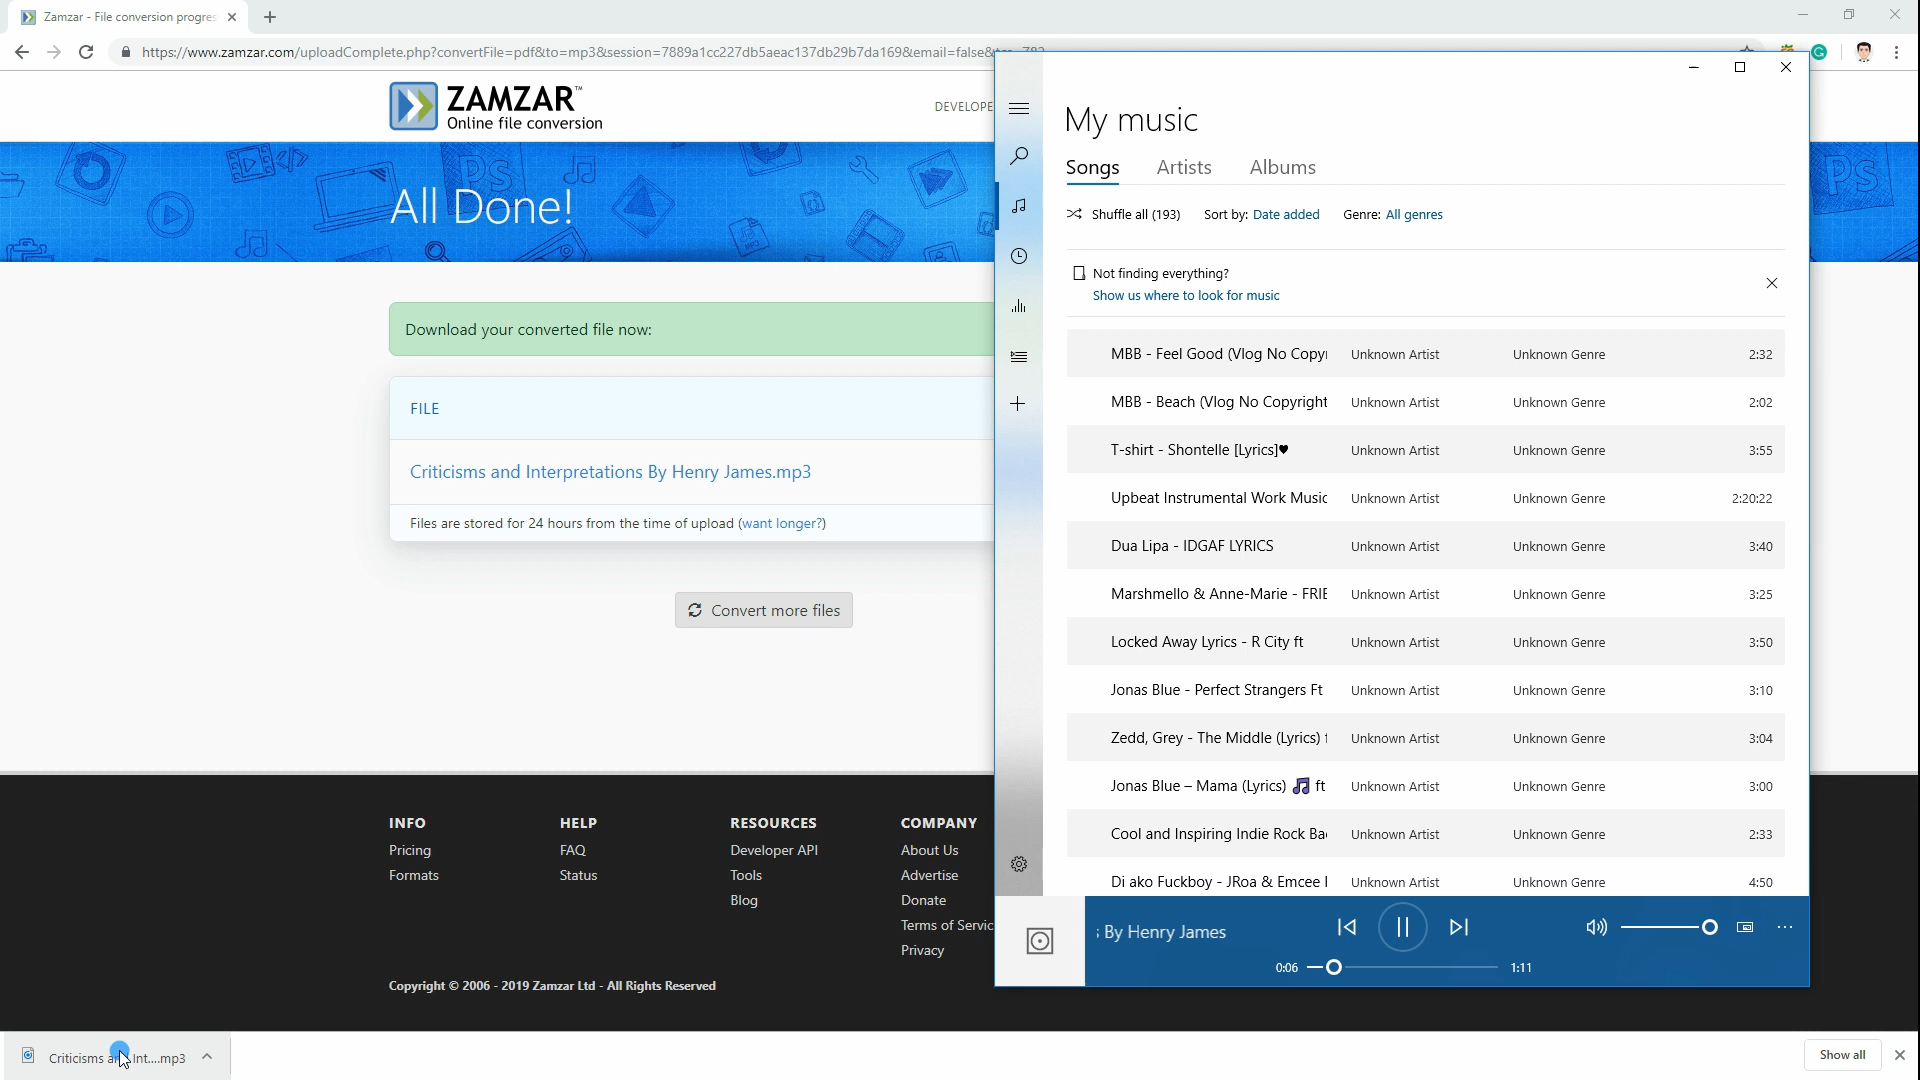 Zamzar - File conversion progres
https://www.zamzar.com/uploadComplete.php?convertFile=pdf&to=mp3&session=7889a1cc227db5aeac137db29b7da169&email=false&
ZAMZAR™
Online file conversion
DEVELOPE
All Done!
Download your converted file now:
FILE
Criticisms and Interpretations By Henry James.mp3
Files are stored for 24 hours from the time of upload (want longer?)
Convert more files
INFO
Pricing
Formats
HELP
FAQ
Status
RESOURCES
Developer API
Tools
Blog
COMPANY
About Us
Advertise
Donate
Terms of Servic
Privacy
Copyright © 2006 - 2019 Zamzar Ltd - All Rights Reserved
My music
Songs Artists Albums
Shuffle all (193) Sort by: Date added Genre: All genres
Not finding everything?
Show us where to look for music
MBB - Feel Good (Vlog No Copyr Unknown Artist Unknown Genre 2:32
MBB - Beach (Vlog No Copyright Unknown Artist Unknown Genre 2:02
T-shirt - Shontelle [Lyrics]♥ Unknown Artist Unknown Genre 3:55
Upbeat Instrumental Work Music Unknown Artist Unknown Genre 2:20:22
Dua Lipa - IDGAF LYRICS Unknown Artist Unknown Genre 3:40
Marshmello & Anne-Marie - FRIE Unknown Artist Unknown Genre 3:25
Locked Away Lyrics - R City ft Unknown Artist Unknown Genre 3:50
Jonas Blue - Perfect Strangers Ft Unknown Artist Unknown Genre 3:10
Zedd, Grey - The Middle (Lyrics) f Unknown Artist Unknown Genre 3:04
Jonas Blue – Mama (Lyrics) 🎵 ft Unknown Artist Unknown Genre 3:00
Cool and Inspiring Indie Rock Ba Unknown Artist Unknown Genre 2:33
Di ako Fuckboy - JRoa & Emcee Unknown Artist Unknown Genre 4:50
By Henry James
0:06 1:11
Criticisms a Int....mp3
Show all